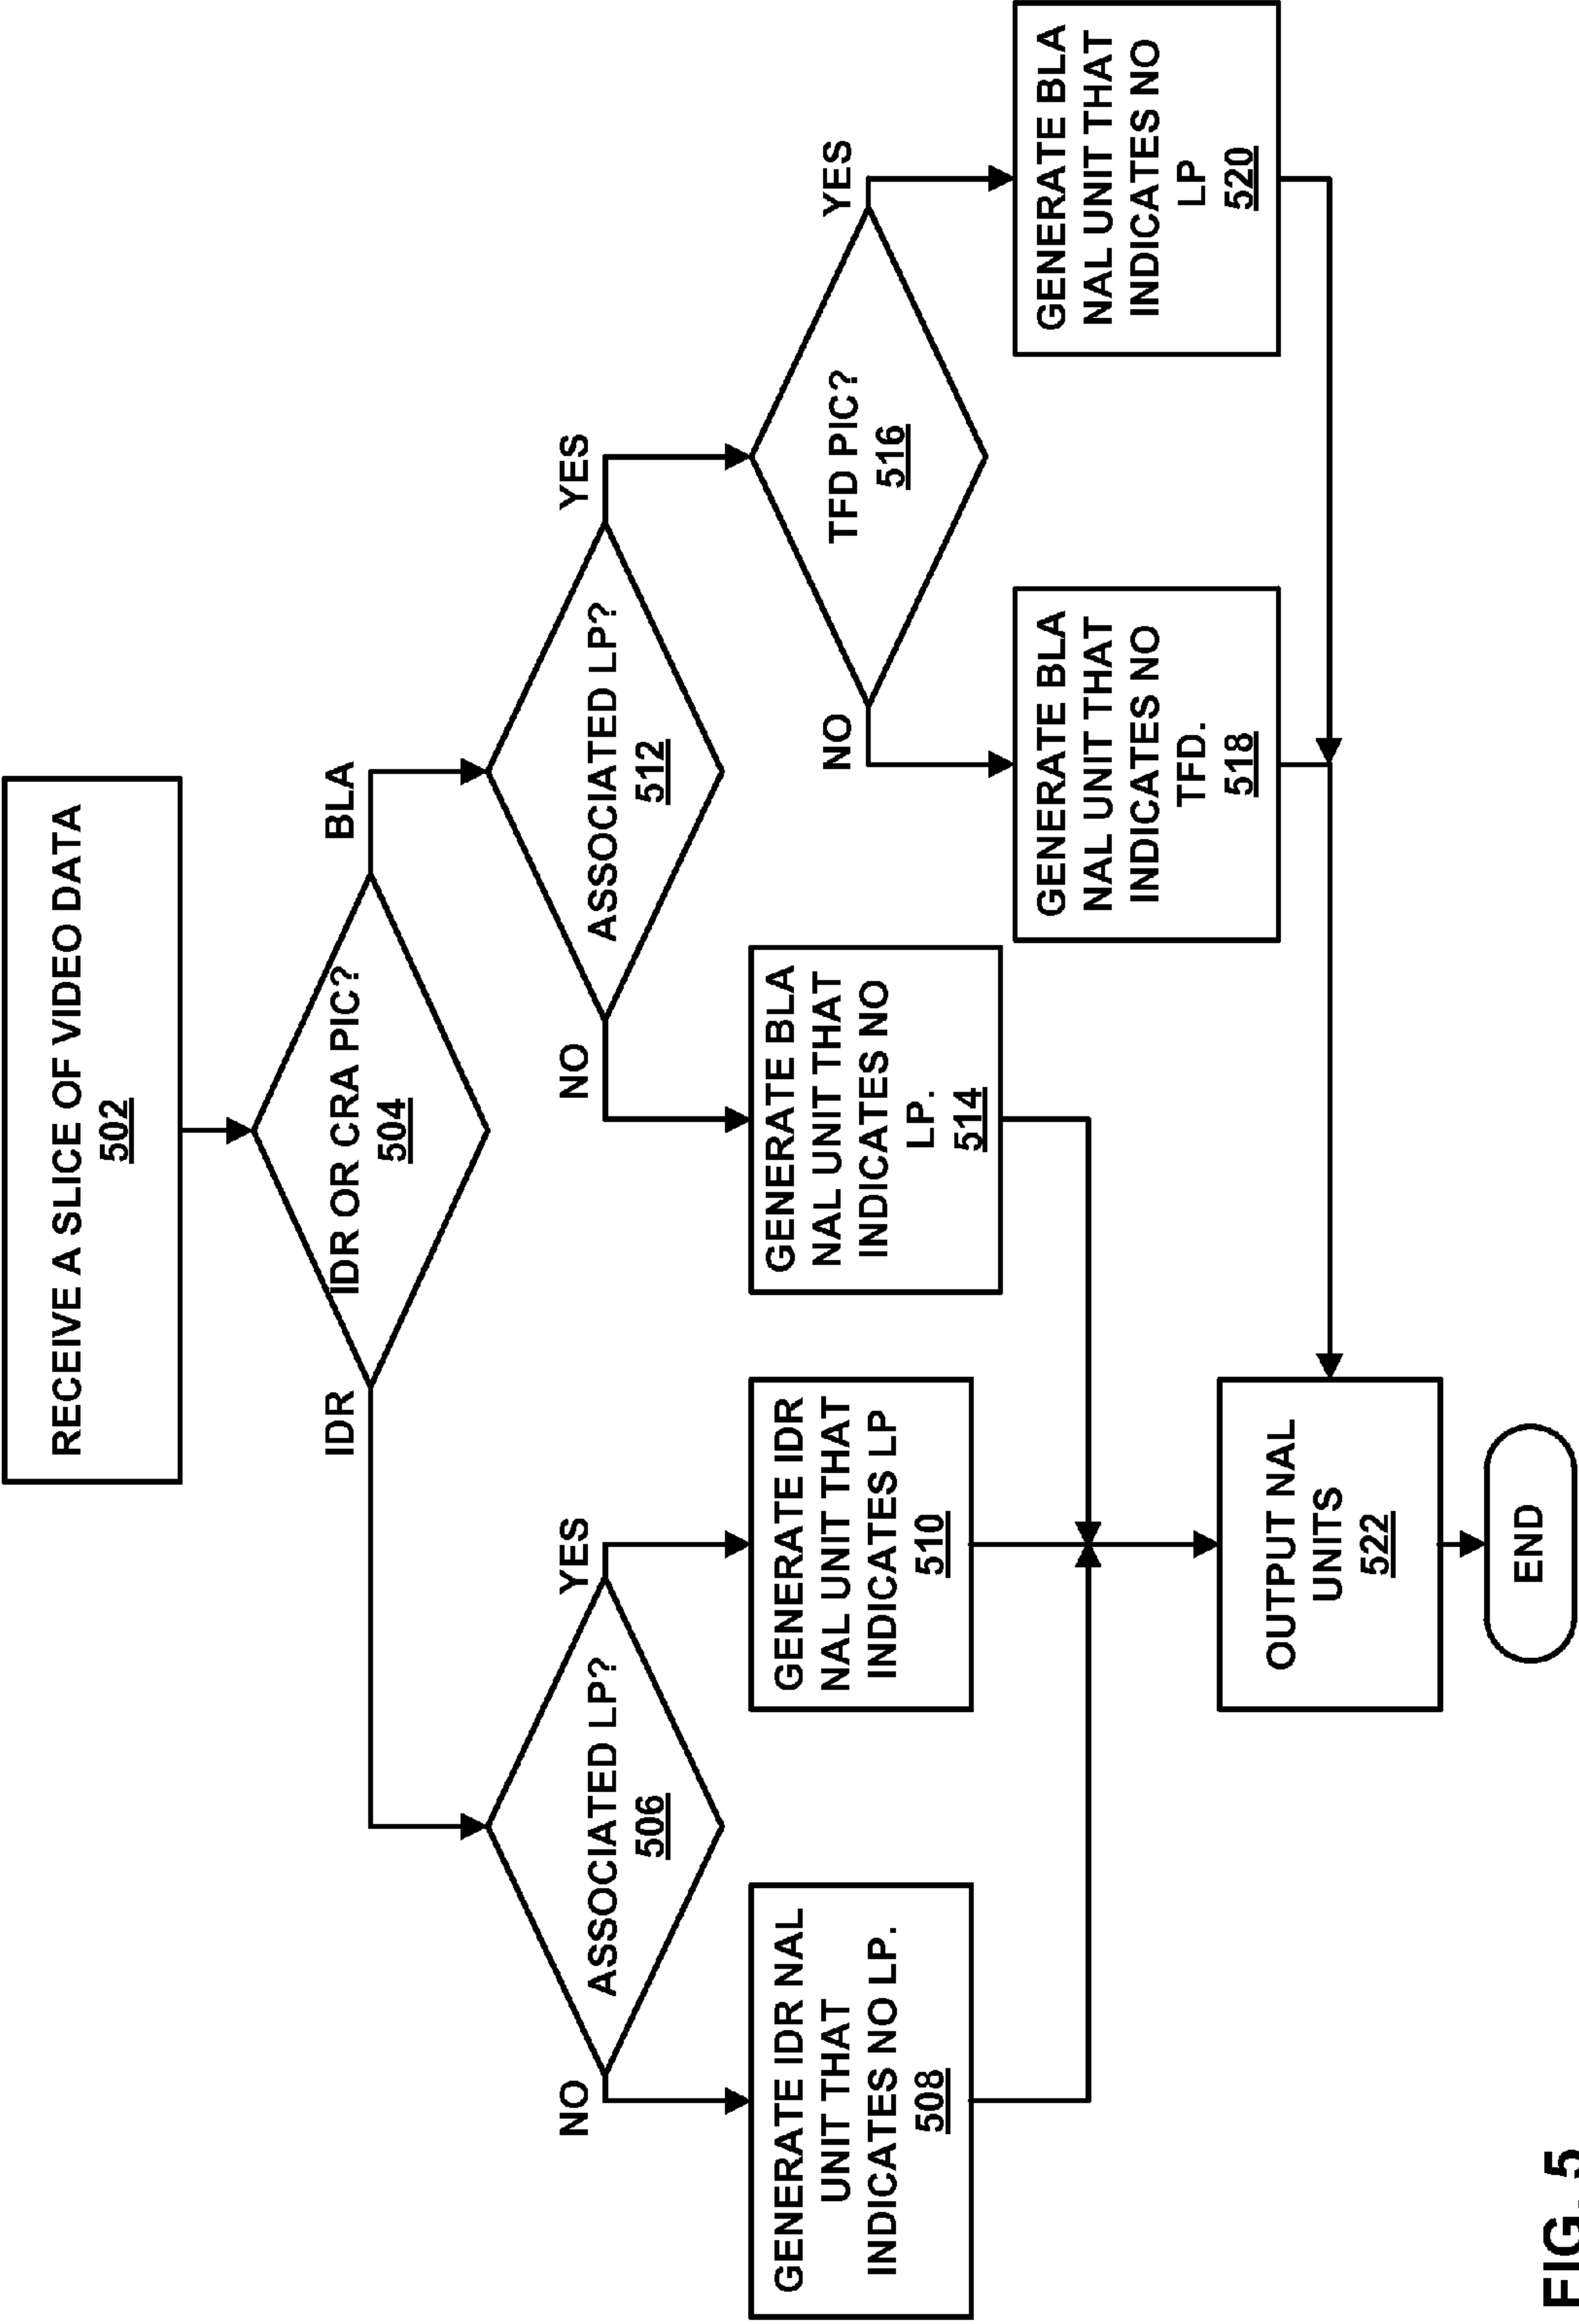 RECEIVE A SLICE OF VIDEO DATA
502
IDR OR CRA PIC?
504
IDR
BLA
ASSOCIATED LP?
506
NO
YES
ASSOCIATED LP?
512
NO
YES
GENERATE IDR NAL
UNIT THAT
INDICATES NO LP.
508
GENERATE IDR
NAL UNIT THAT
INDICATES LP
510
GENERATE BLA
NAL UNIT THAT
INDICATES NO
LP.
514
TFD PIC?
516
NO
YES
GENERATE BLA
NAL UNIT THAT
INDICATES NO
TFD.
518
GENERATE BLA
NAL UNIT THAT
INDICATES NO
LP
520
OUTPUT NAL
UNITS
522
END
FIG. 5